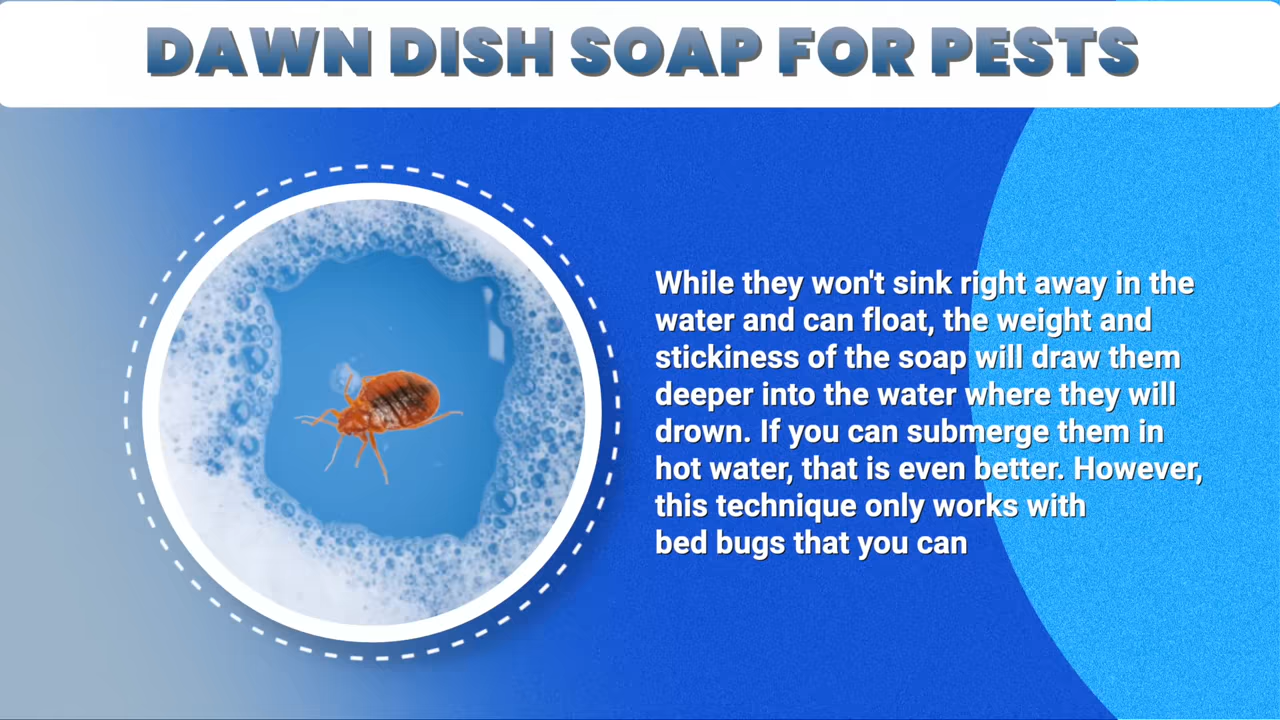 DAWN DISH SOAP FOR PESTS
While they won't sink right away in the
water and can float, the weight and
stickiness of the soap will draw them
deeper into the water where they will
drown. If you can submerge them in
hot water, that is even better. However,
this technique only works with
bed bugs that you can